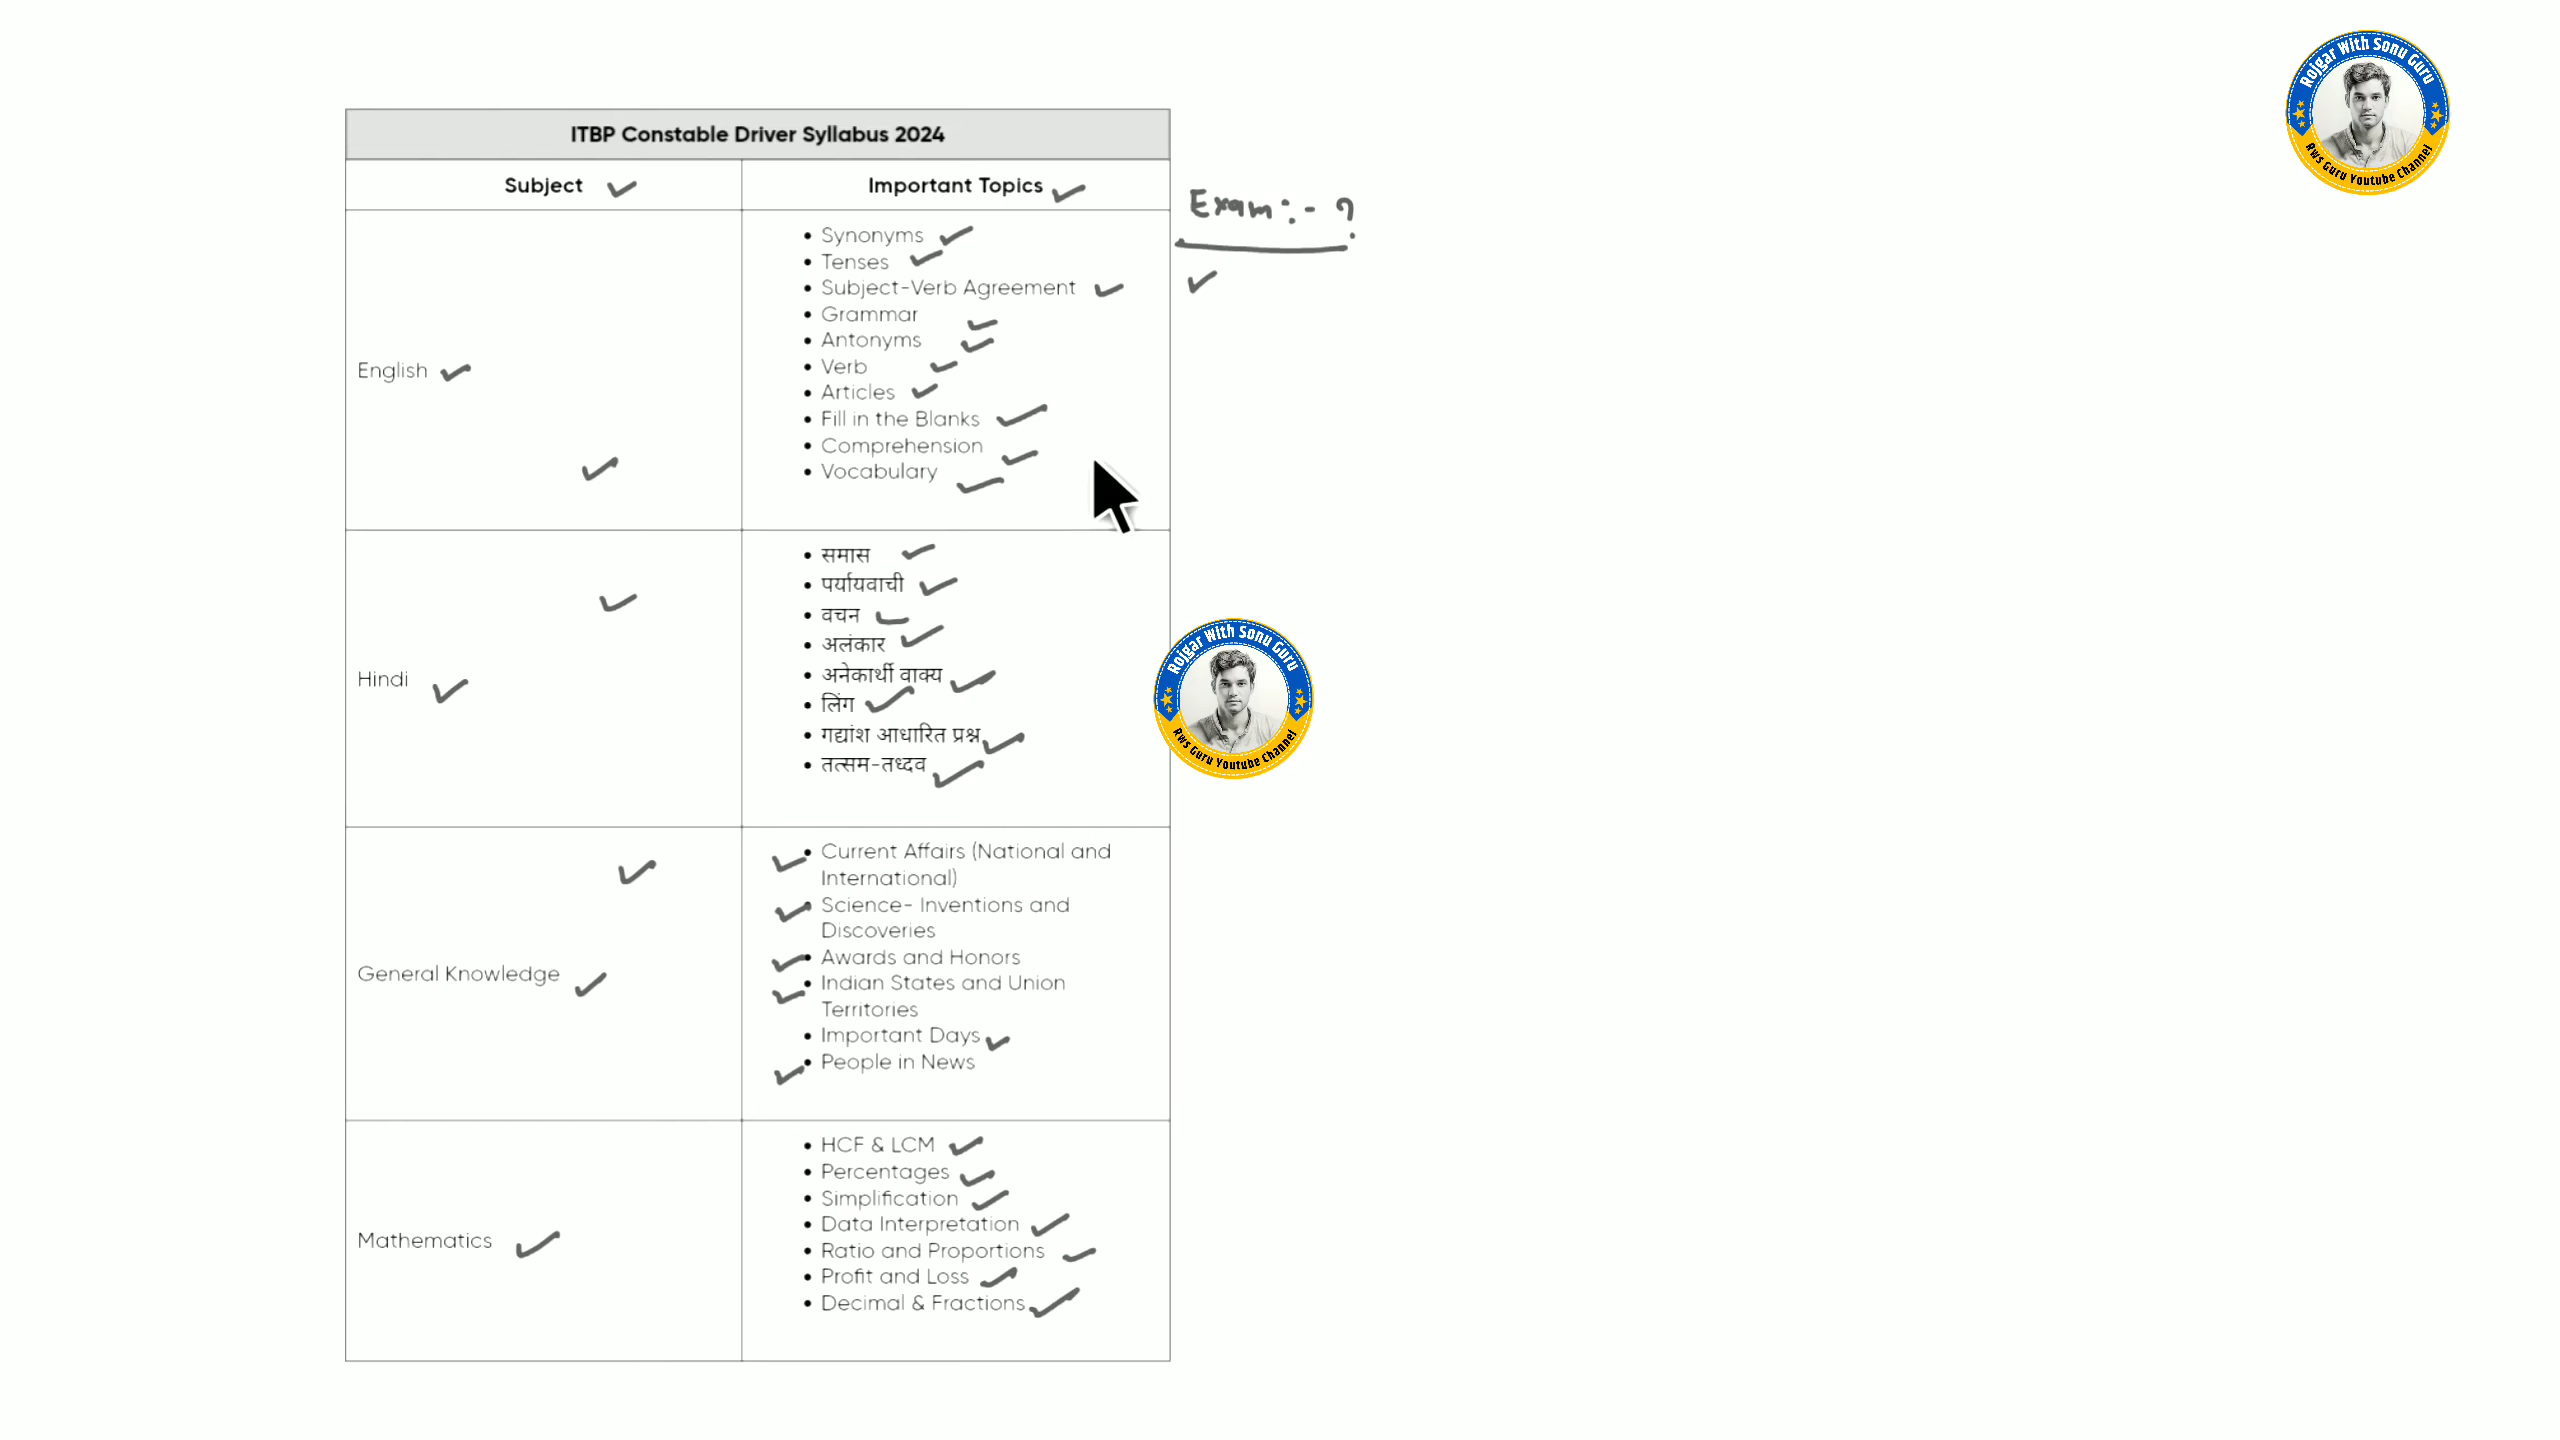 Rojgar With Sonu Guru
Rws Guru Youtube Channel
ITBP Constable Driver Syllabus 2024
Subject
Important Topics
Exam:- ?
English
Synonyms
Tenses
Subject-Verb Agreement
Grammar
Antonyms
Verb
Articles
Fill in the Blanks
Comprehension
Vocabulary
Hindi
समास
पर्यायवाची
वचन
अलंकार
अनेकार्थी वाक्य
लिंग
गद्यांश आधारित प्रश्न
तत्सम-तध्दव
Rojgar With Sonu Guru
Rws Guru Youtube Channel
General Knowledge
Current Affairs (National and
International)
Science- Inventions and
Discoveries
Awards and Honors
Indian States and Union
Territories
Important Days
People in News
Mathematics
HCF & LCM
Percentages
Simplification
Data Interpretation
Ratio and Proportions
Profit and Loss
Decimal & Fractions